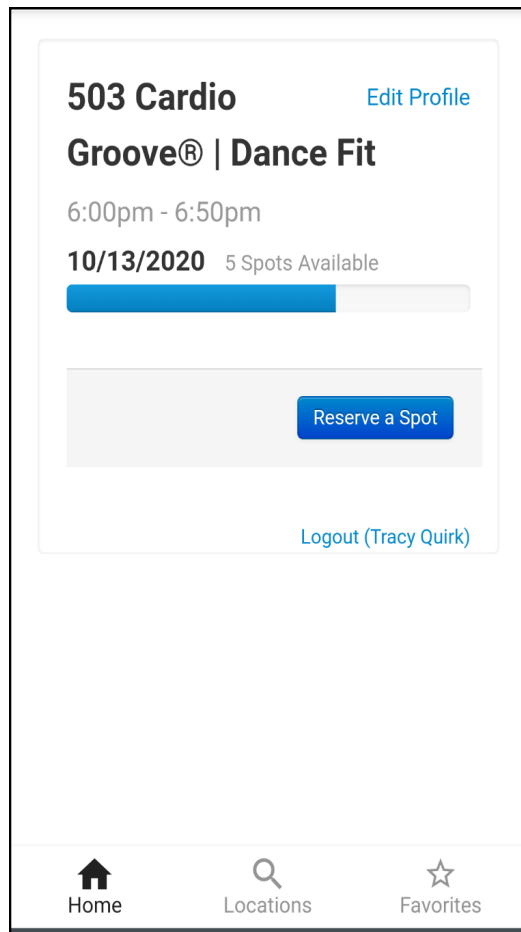 503 Cardio Edit Profile
Groove® | Dance Fit
6:00pm - 6:50pm
10/13/2020 5 Spots Available
Reserve a Spot
Logout (Tracy Quirk)
Home Locations Favorites